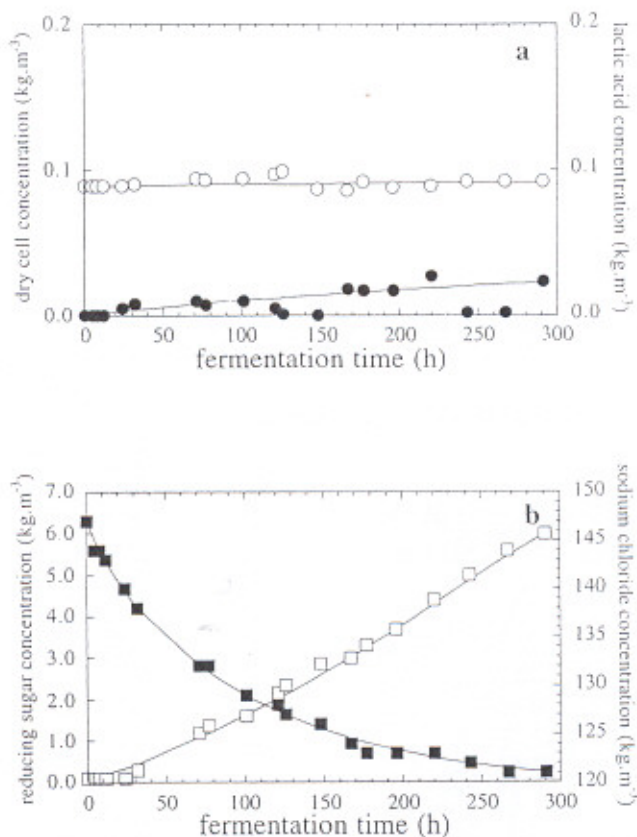 a
dry cell concentration (kg.m-3)
lactic acid concentration (kg.m-3)
0.2
0.1
0.0
0.2
0.1
0.0
0 50 100 150 200 250 300
fermentation time (h)
b
reducing sugar concentration (kg.m-3)
sodium chloride concentration (kg.m-3)
7.0
6.0
5.0
4.0
3.0
2.0
1.0
0.0
150
145
140
135
130
125
120
0 50 100 150 200 250 300
fermentation time (h)